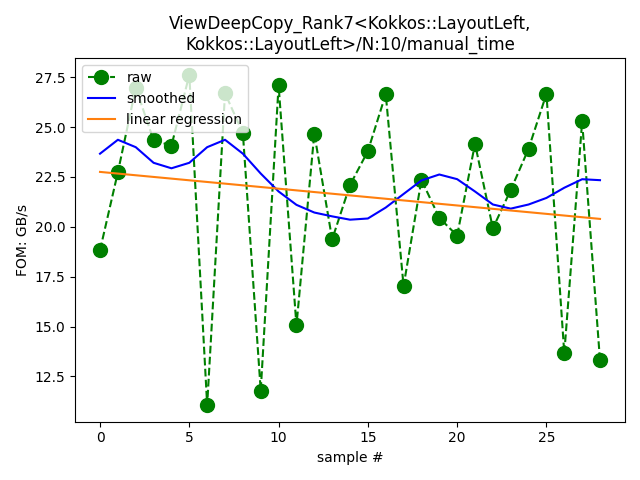 ViewDeepCopy_Rank7<Kokkos::LayoutLeft,
Kokkos::LayoutLeft>/N:10/manual_time
raw
smoothed
linear regression
FOM: GB/s
27.5
25.0
22.5
20.0
17.5
15.0
12.5
0
5
10
15
20
25
sample #